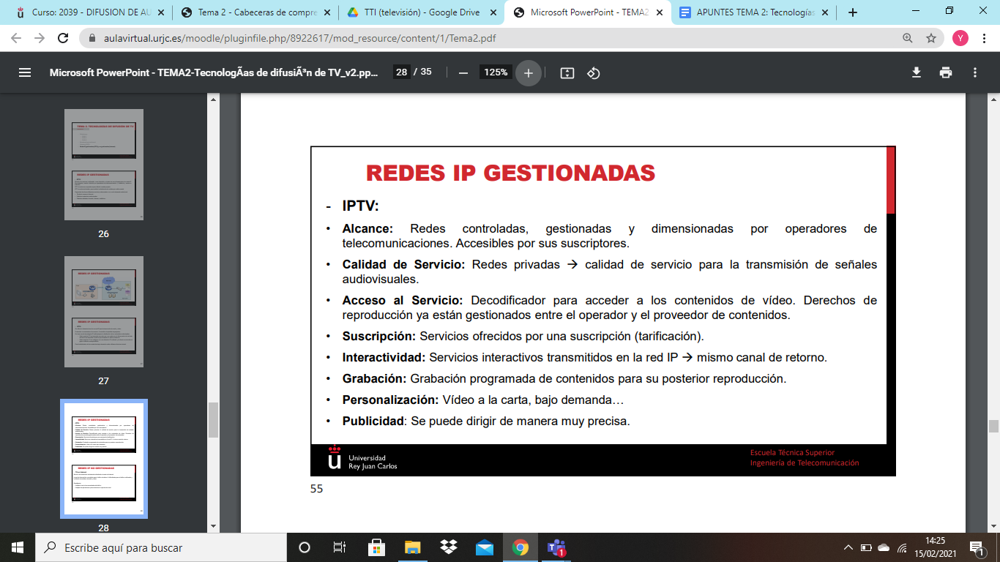 Curso: 2039 - DIFUSION DE AU
Tema 2 - Cabeceras de compre
TTI (televisión) - Google Drive
Microsoft PowerPoint - TEMA2
APUNTES TEMA 2: Tecnologías
aulavirtual.urjc.es/moodle/pluginfile.php/8922617/mod_resource/content/1/Tema2.pdf
Y
Microsoft PowerPoint - TEMA2-TecnologÃas de difusiÃ³n de TV_v2.pp...
28 / 35
125%
26
27
28
REDES IP GESTIONADAS
- IPTV:
• Alcance: Redes controladas, gestionadas y dimensionadas por operadores de
telecomunicaciones. Accesibles por sus suscriptores.
• Calidad de Servicio: Redes privadas → calidad de servicio para la transmisión de señales
audiovisuales.
• Acceso al Servicio: Decodificador para acceder a los contenidos de vídeo. Derechos de
reproducción ya están gestionados entre el operador y el proveedor de contenidos.
• Suscripción: Servicios ofrecidos por una suscripción (tarificación).
• Interactividad: Servicios interactivos transmitidos en la red IP → mismo canal de retorno.
• Grabación: Grabación programada de contenidos para su posterior reproducción.
• Personalización: Vídeo a la carta, bajo demanda…
• Publicidad: Se puede dirigir de manera muy precisa.
Universidad
Rey Juan Carlos
Escuela Técnica Superior
Ingeniería de Telecomunicación
55
Escribe aquí para buscar
1
14:25
15/02/2021
1